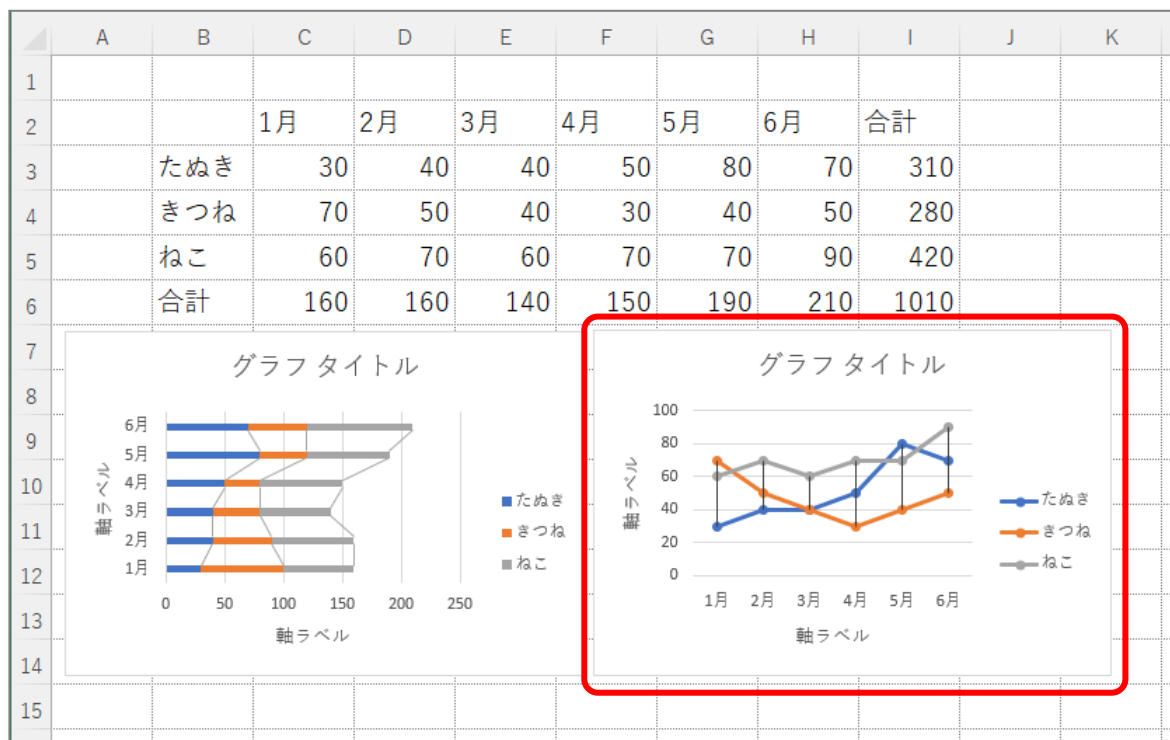 A B C D E F G H I J K
1
2 1月 2月 3月 4月 5月 6月 合計
3 たぬき 30 40 40 50 80 70 310
4 きつね 70 50 40 30 40 50 280
5 ねこ 60 70 60 70 70 90 420
6 合計 160 160 140 150 190 210 1010
7
8
9
10
11
12
13
14
15
グラフ タイトル
軸ラベル
6月
5月
4月
3月
2月
1月
0 50 100 150 200 250
軸ラベル
たぬき
きつね
ねこ
グラフ タイトル
軸ラベル
100
80
60
40
20
0
1月 2月 3月 4月 5月 6月
軸ラベル
たぬき
きつね
ねこ